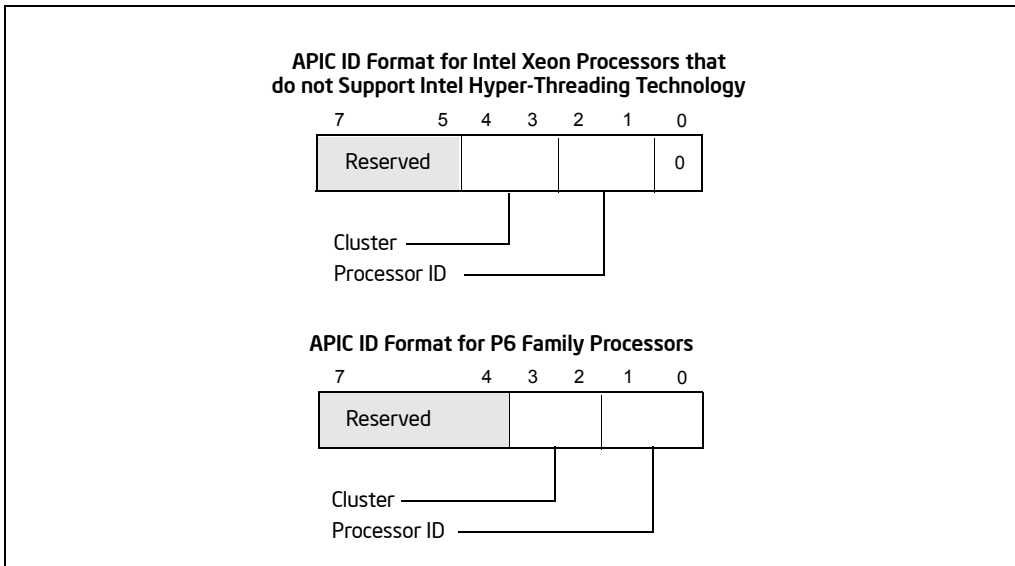 APIC ID Format for Intel Xeon Processors that
do not Support Intel Hyper-Threading Technology
7 5 4 3 2 1 0
Reserved 0
Cluster
Processor ID
APIC ID Format for P6 Family Processors
7 4 3 2 1 0
Reserved
Cluster
Processor ID